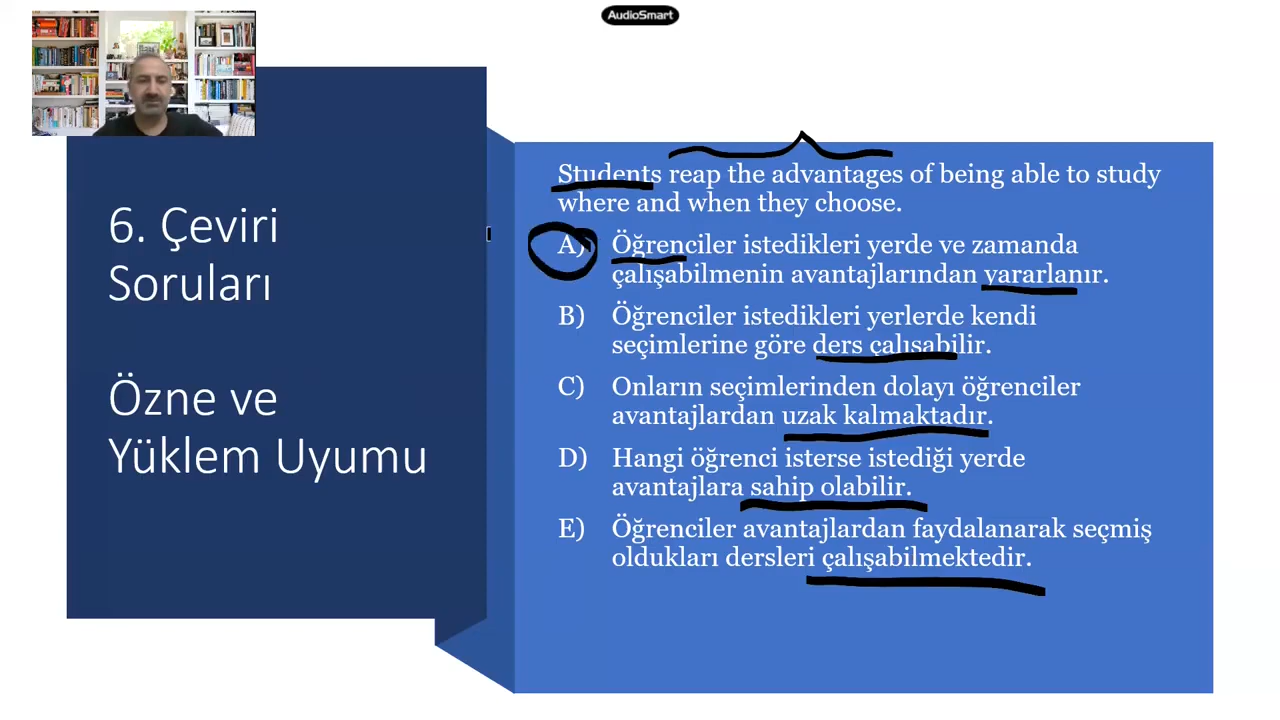 AudioSmart
6. Çeviri
Soruları
Özne ve
Yüklem Uyumu
Students reap the advantages of being able to study
where and when they choose.
A) Öğrenciler istedikleri yerde ve zamanda
çalışabilmenin avantajlarından yararlanır.
B) Öğrenciler istedikleri yerlerde kendi
seçimlerine göre ders çalışabilir.
C) Onların seçimlerinden dolayı öğrenciler
avantajlardan uzak kalmaktadır.
D) Hangi öğrenci isterse istediği yerde
avantajlara sahip olabilir.
E) Öğrenciler avantajlardan faydalanarak seçmiş
oldukları dersleri çalışabilmektedir.